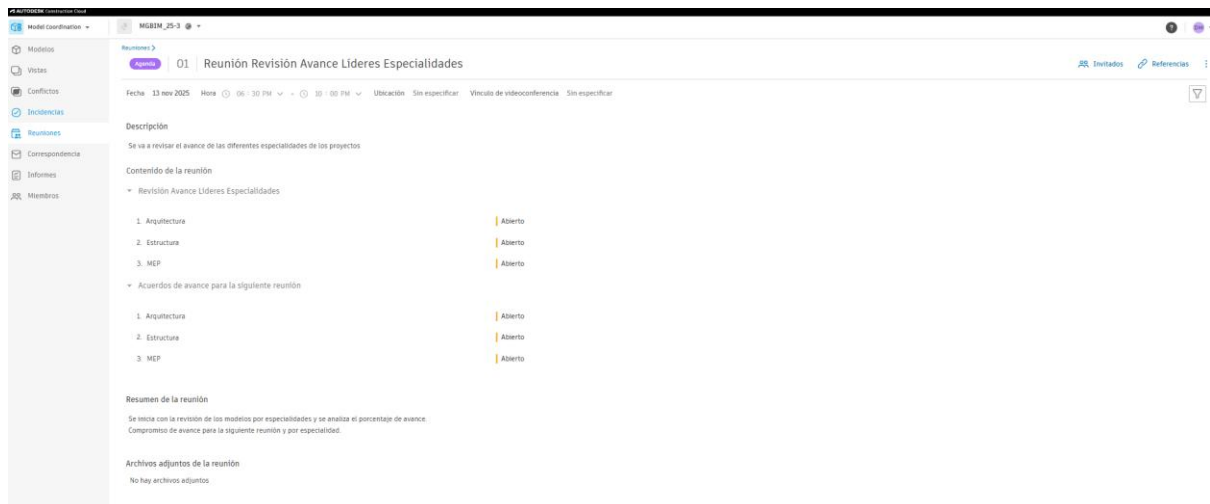 AUTODESK Construction Cloud
Model Coordination
MGBIM_25-3
Modelos
Vistas
Conflictos
Incidencias
Reuniones
Correspondencia
Informes
Miembros
Reuniones >
Agenda 01 Reunión Revisión Avance Líderes Especialidades
Invitados Referencias
Fecha 13 nov 2025 Hora 06 : 30 PM - 10 : 00 PM Ubicación Sin especificar Vínculo de videoconferencia Sin especificar
Descripción
Se va a revisar el avance de las diferentes especialidades de los proyectos
Contenido de la reunión
Revisión Avance Líderes Especialidades
1. Arquitectura Abierto
2. Estructura Abierto
3. MEP Abierto
Acuerdos de avance para la siguiente reunión
1. Arquitectura Abierto
2. Estructura Abierto
3. MEP Abierto
Resumen de la reunión
Se inicia con la revisión de los modelos por especialidades y se analiza el porcentaje de avance.
Compromiso de avance para la siguiente reunión y por especialidad.
Archivos adjuntos de la reunión
No hay archivos adjuntos